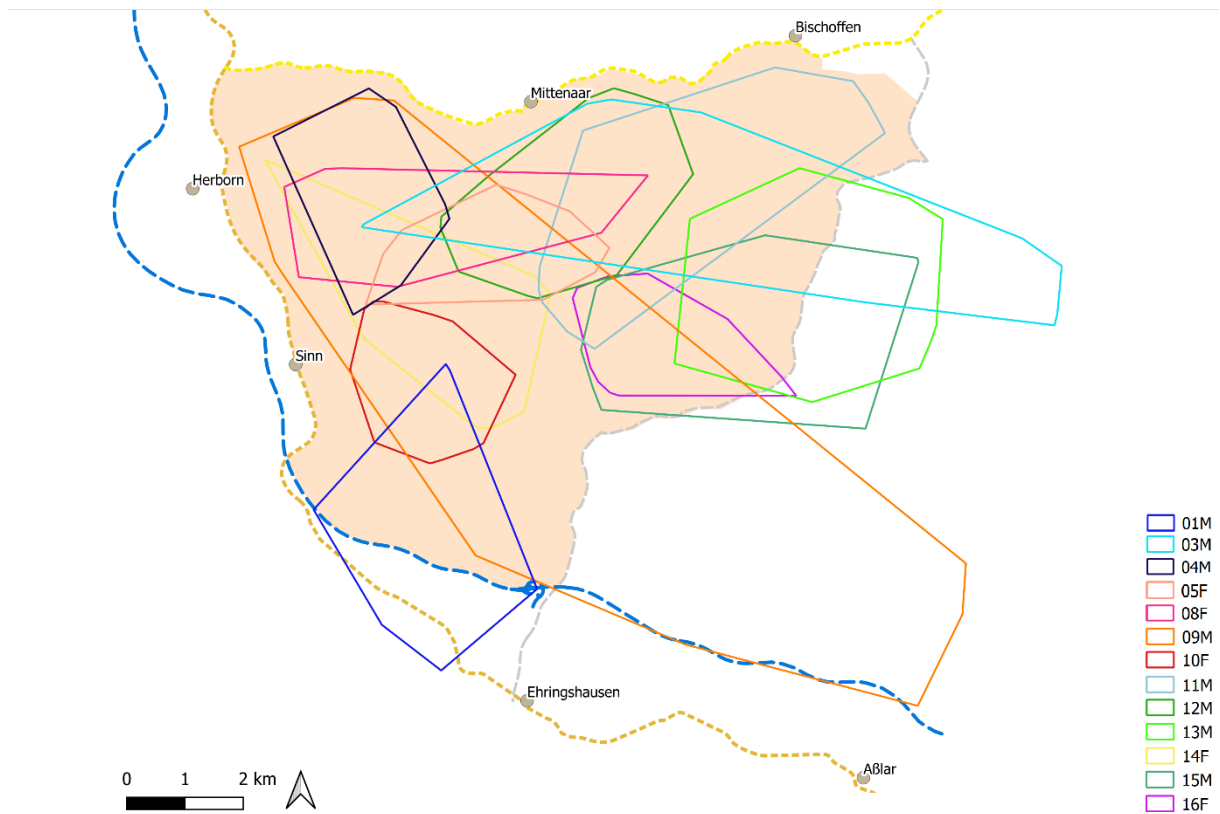 Bischoffen
Mittenaar
Herborn
Sinn
Ehringshausen
Aßlar
0 1 2 km
01M
03M
04M
05F
08F
09M
10F
11M
12M
13M
14F
15M
16F